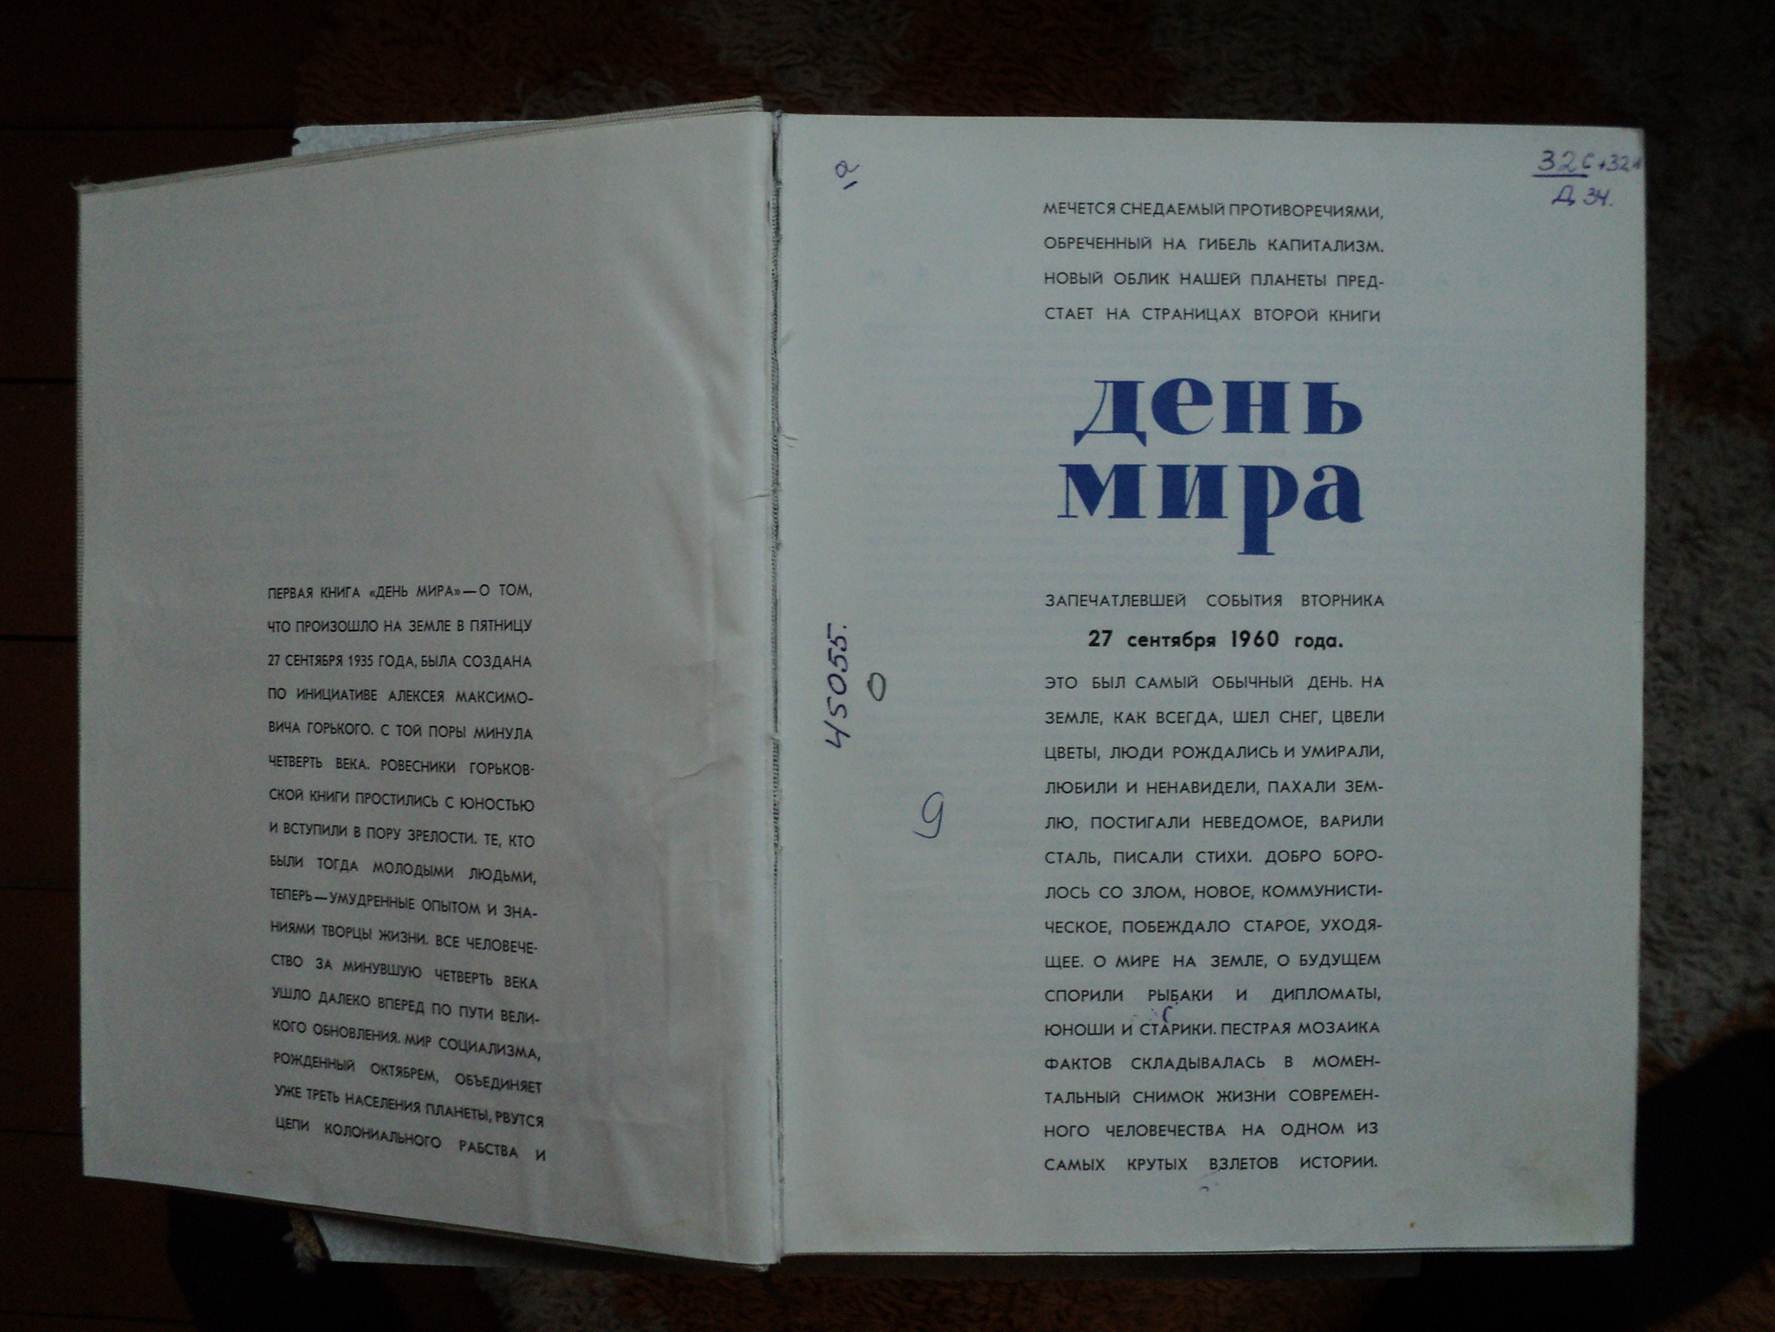 ПЕРВАЯ КНИГА «ДЕНЬ МИРА»—О ТОМ,
ЧТО ПРОИЗОШЛО НА ЗЕМЛЕ В ПЯТНИЦУ
27 СЕНТЯБРЯ 1935 ГОДА, БЫЛА СОЗДАНА
ПО ИНИЦИАТИВЕ АЛЕКСЕЯ МАКСИМО-
ВИЧА ГОРЬКОГО. С ТОЙ ПОРЫ МИНУЛА
ЧЕТВЕРТЬ ВЕКА. РОВЕСНИКИ ГОРЬКОВ-
СКОЙ КНИГИ ПРОСТИЛИСЬ С ЮНОСТЬЮ
И ВСТУПИЛИ В ПОРУ ЗРЕЛОСТИ. ТЕ, КТО
БЫЛИ ТОГДА МОЛОДЫМИ ЛЮДЬМИ,
ТЕПЕРЬ—УМУДРЕННЫЕ ОПЫТОМ И ЗНА-
НИЯМИ ТВОРЦЫ ЖИЗНИ. ВСЕ ЧЕЛОВЕЧЕ-
СТВО ЗА МИНУВШУЮ ЧЕТВЕРТЬ ВЕКА
УШЛО ДАЛЕКО ВПЕРЕД ПО ПУТИ ВЕЛИ-
КОГО ОБНОВЛЕНИЯ. МИР СОЦИАЛИЗМА,
РОЖДЕННЫЙ ОКТЯБРЕМ, ОБЪЕДИНЯЕТ
УЖЕ ТРЕТЬ НАСЕЛЕНИЯ ПЛАНЕТЫ, РВУТСЯ
ЦЕПИ КОЛОНИАЛЬНОГО РАБСТВА И
Д 34.
МЕЧЕТСЯ СНЕДАЕМЫЙ ПРОТИВОРЕЧИЯМИ,
ОБРЕЧЕННЫЙ НА ГИБЕЛЬ КАПИТАЛИЗМ.
НОВЫЙ ОБЛИК НАШЕЙ ПЛАНЕТЫ ПРЕД-
СТАЕТ НА СТРАНИЦАХ ВТОРОЙ КНИГИ
день
мира
ЗАПЕЧАТЛЕВШЕЙ СОБЫТИЯ ВТОРНИКА
27 сентября 1960 года.
ЭТО БЫЛ САМЫЙ ОБЫЧНЫЙ ДЕНЬ. НА
ЗЕМЛЕ, КАК ВСЕГДА, ШЕЛ СНЕГ, ЦВЕЛИ
ЦВЕТЫ, ЛЮДИ РОЖДАЛИСЬ И УМИРАЛИ,
ЛЮБИЛИ И НЕНАВИДЕЛИ, ПАХАЛИ ЗЕМ-
ЛЮ, ПОСТИГАЛИ НЕВЕДОМОЕ, ВАРИЛИ
СТАЛЬ, ПИСАЛИ СТИХИ. ДОБРО БОРО-
ЛОСЬ СО ЗЛОМ, НОВОЕ, КОММУНИСТИ-
ЧЕСКОЕ, ПОБЕЖДАЛО СТАРОЕ, УХОДЯ-
ЩЕЕ. О МИРЕ НА ЗЕМЛЕ, О БУДУЩЕМ
СПОРИЛИ РЫБАКИ И ДИПЛОМАТЫ,
ЮНОШИ И СТАРИКИ. ПЕСТРАЯ МОЗАИКА
ФАКТОВ СКЛАДЫВАЛАСЬ В МОМЕН-
ТАЛЬНЫЙ СНИМОК ЖИЗНИ СОВРЕМЕН-
НОГО ЧЕЛОВЕЧЕСТВА НА ОДНОМ ИЗ
САМЫХ КРУТЫХ ВЗЛЕТОВ ИСТОРИИ.
45055.
9